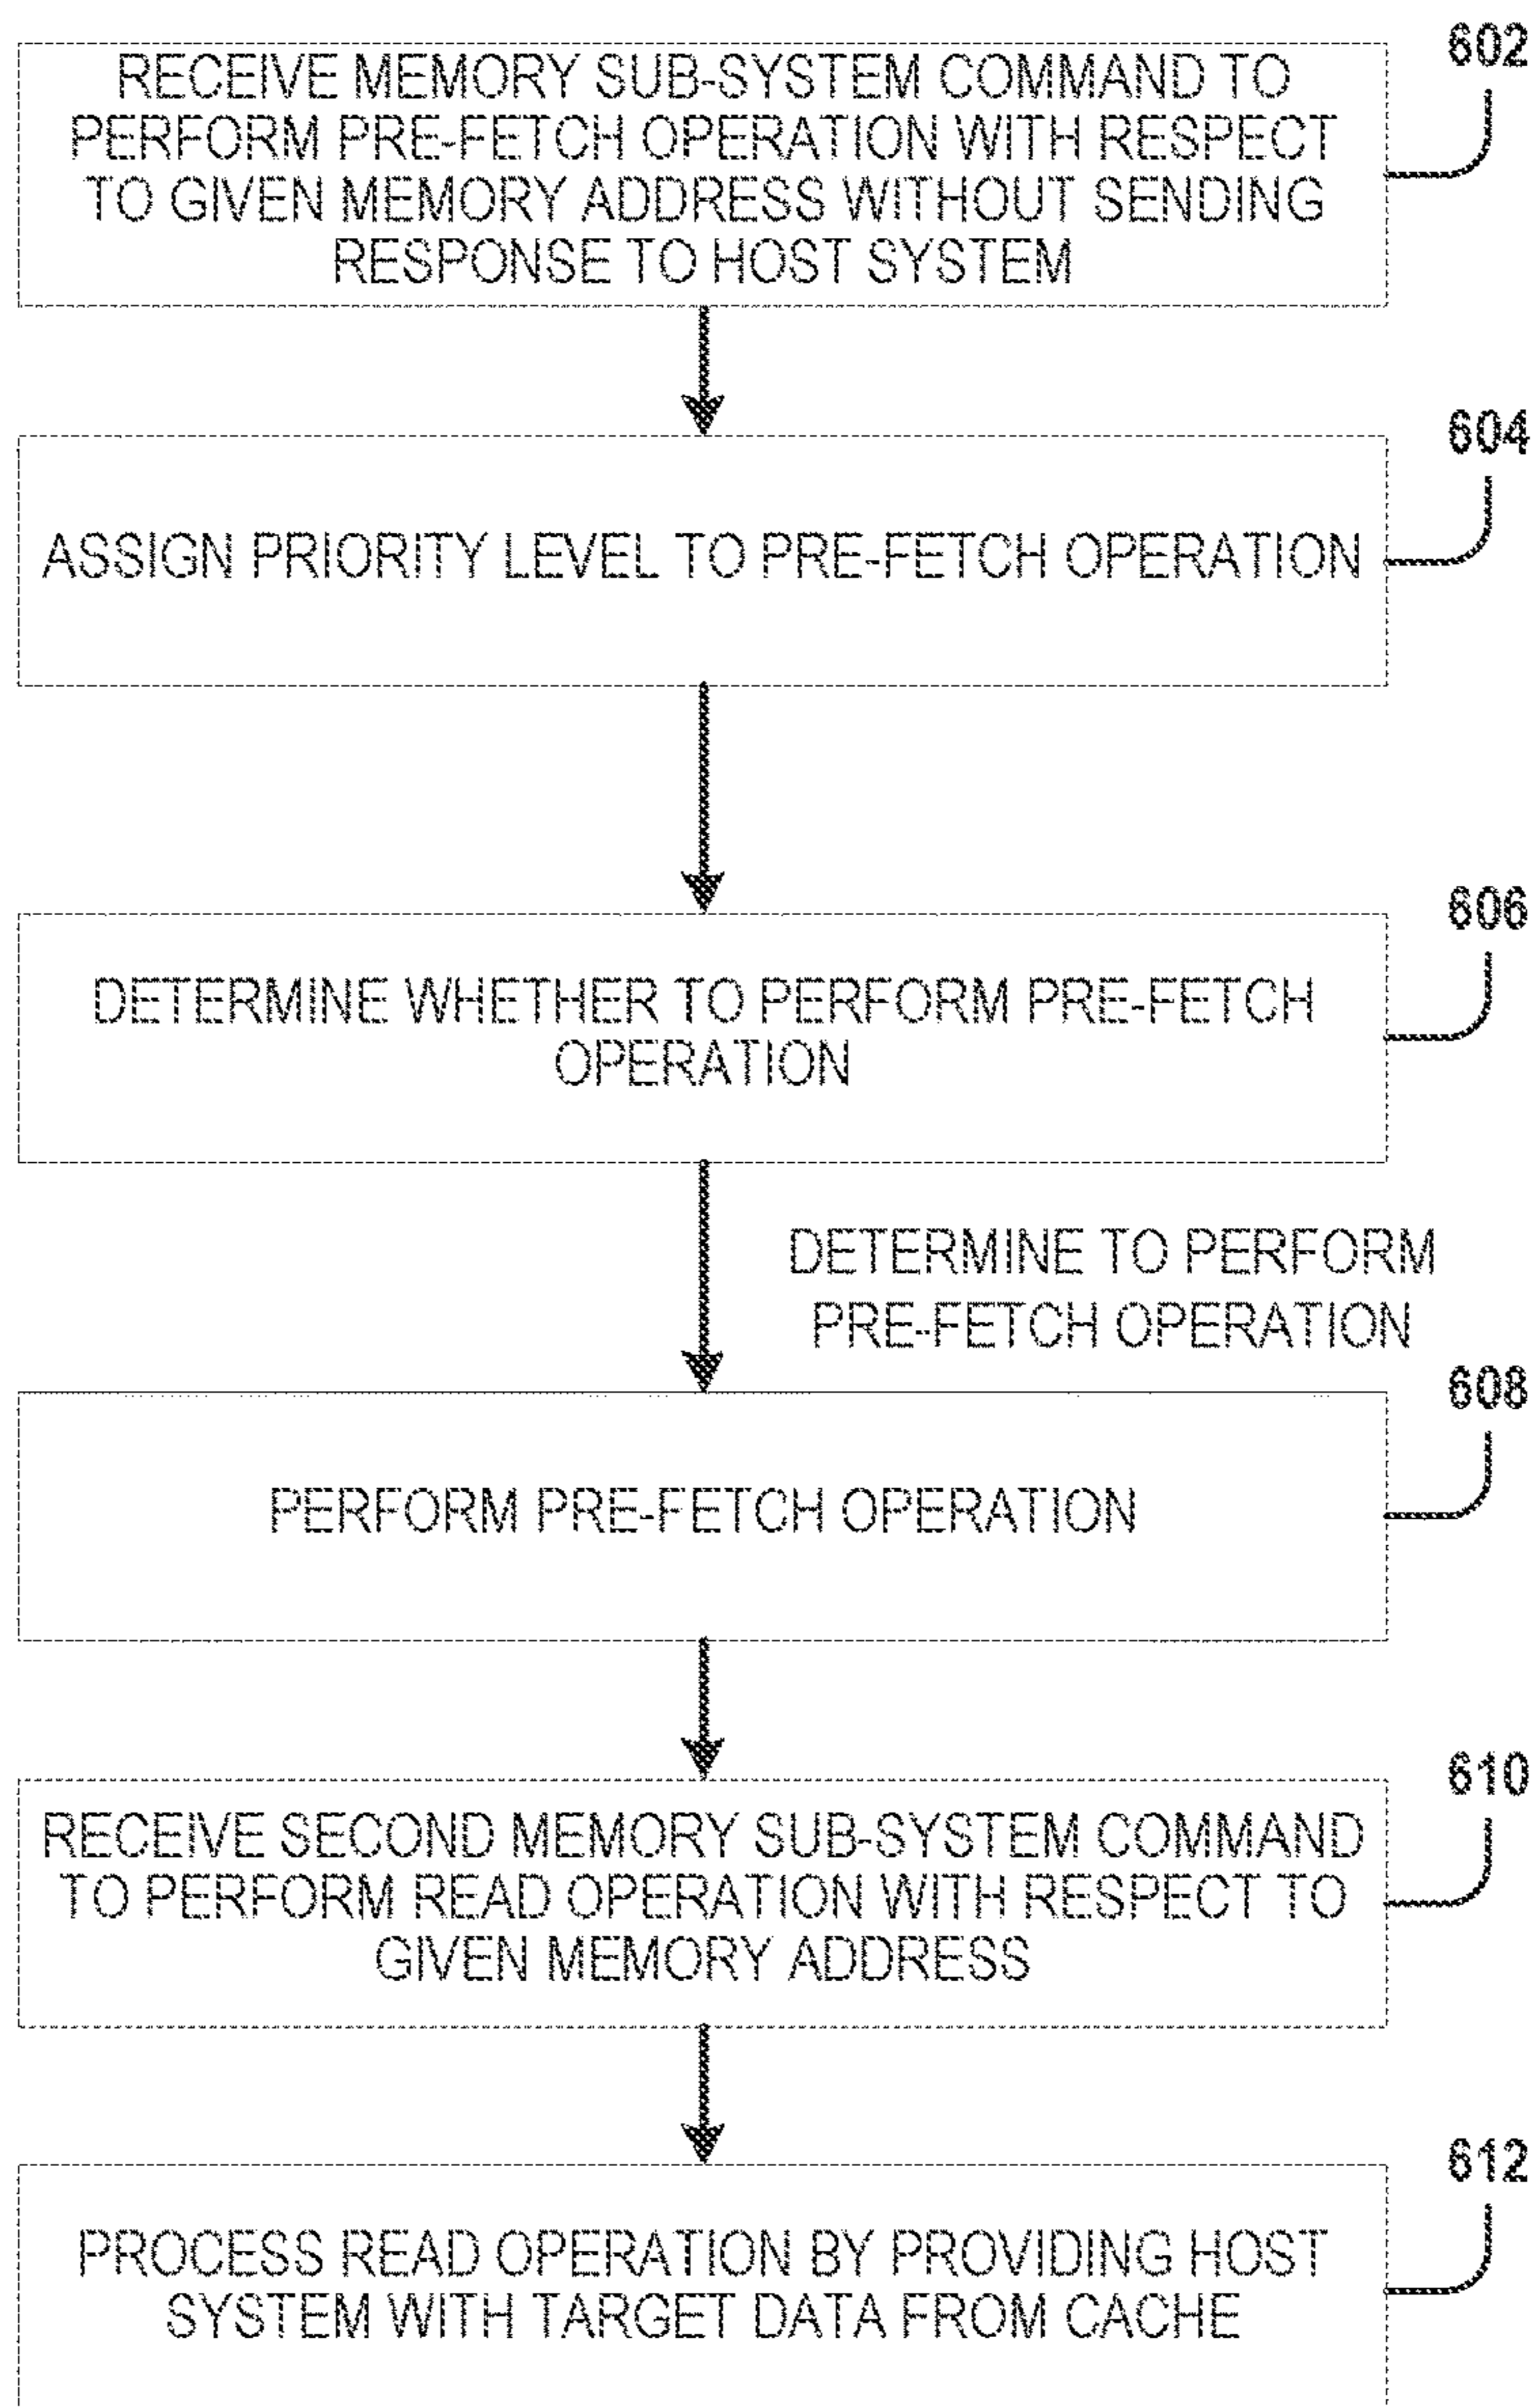 602
RECEIVE MEMORY SUB-SYSTEM COMMAND TO
PERFORM PRE-FETCH OPERATION WITH RESPECT
TO GIVEN MEMORY ADDRESS WITHOUT SENDING
RESPONSE TO HOST SYSTEM
604
ASSIGN PRIORITY LEVEL TO PRE-FETCH OPERATION
606
DETERMINE WHETHER TO PERFORM PRE-FETCH
OPERATION
DETERMINE TO PERFORM
PRE-FETCH OPERATION
608
PERFORM PRE-FETCH OPERATION
610
RECEIVE SECOND MEMORY SUB-SYSTEM COMMAND
TO PERFORM READ OPERATION WITH RESPECT TO
GIVEN MEMORY ADDRESS
612
PROCESS READ OPERATION BY PROVIDING HOST
SYSTEM WITH TARGET DATA FROM CACHE